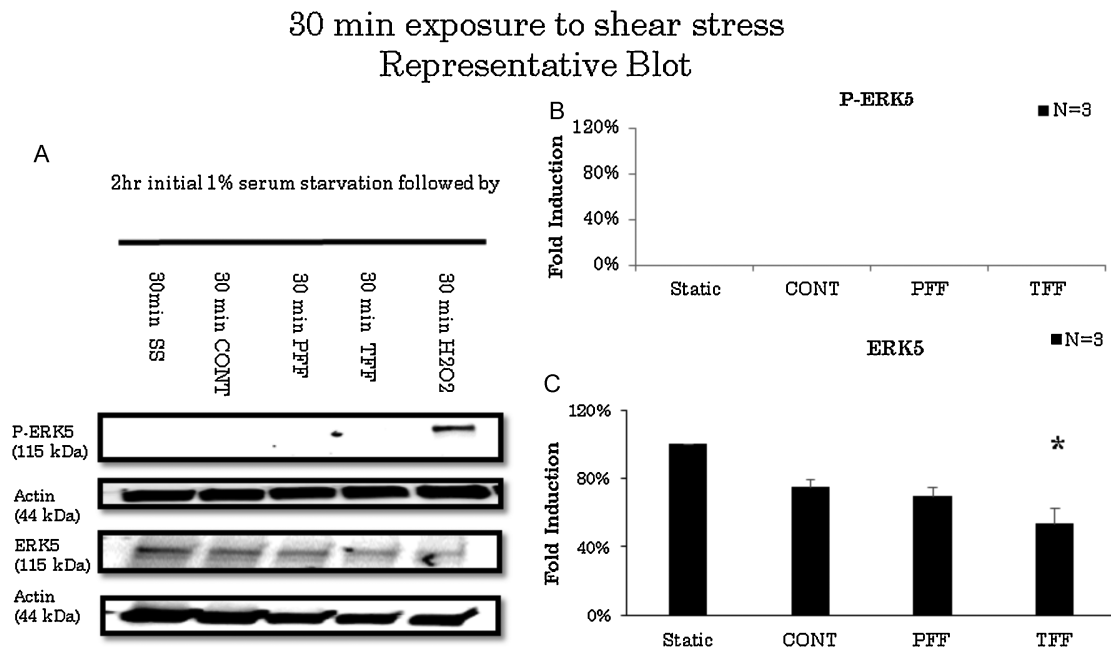 30 min exposure to shear stress
Representative Blot
A
2hr initial 1% serum starvation followed by
30min SS
30 min CONT
30 min PFF
30 min TFF
30 min H2O2
P-ERK5
(115 kDa)
Actin
(44 kDa)
ERK5
(115 kDa)
Actin
(44 kDa)
B
P-ERK5
N=3
Fold Induction
120%
80%
40%
0%
Static CONT PFF TFF
C
ERK5
N=3
Fold Induction
120%
80%
40%
0%
*
Static CONT PFF TFF